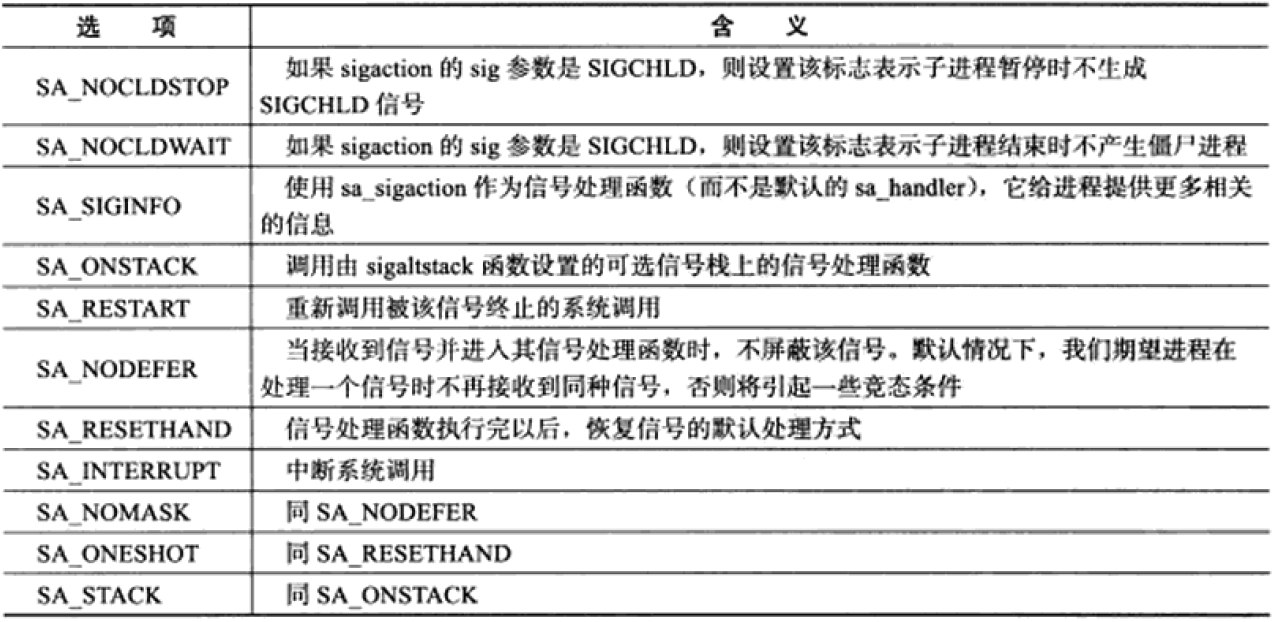 选 项 含 义
SA_NOCLDSTOP 如果 sigaction 的 sig 参数是 SIGCHLD，则设置该标志表示子进程暂停时不生成
SIGCHLD 信号
SA_NOCLDWAIT 如果 sigaction 的 sig 参数是 SIGCHLD，则设置该标志表示子进程结束时不产生僵尸进程
SA_SIGINFO 使用 sa_sigaction 作为信号处理函数（而不是默认的 sa_handler），它给进程提供更多相关
的信息
SA_ONSTACK 调用由 sigaltstack 函数设置的可选信号栈上的信号处理函数
SA_RESTART 重新调用被该信号终止的系统调用
SA_NODEFER 当接收到信号并进入其信号处理函数时，不屏蔽该信号。默认情况下，我们期望进程在
处理一个信号时不再接收到同种信号，否则将引起一些竞态条件
SA_RESETHAND 信号处理函数执行完以后，恢复信号的默认处理方式
SA_INTERRUPT 中断系统调用
SA_NOMASK 同 SA_NODEFER
SA_ONESHOT 同 SA_RESETHAND
SA_STACK 同 SA_ONSTACK